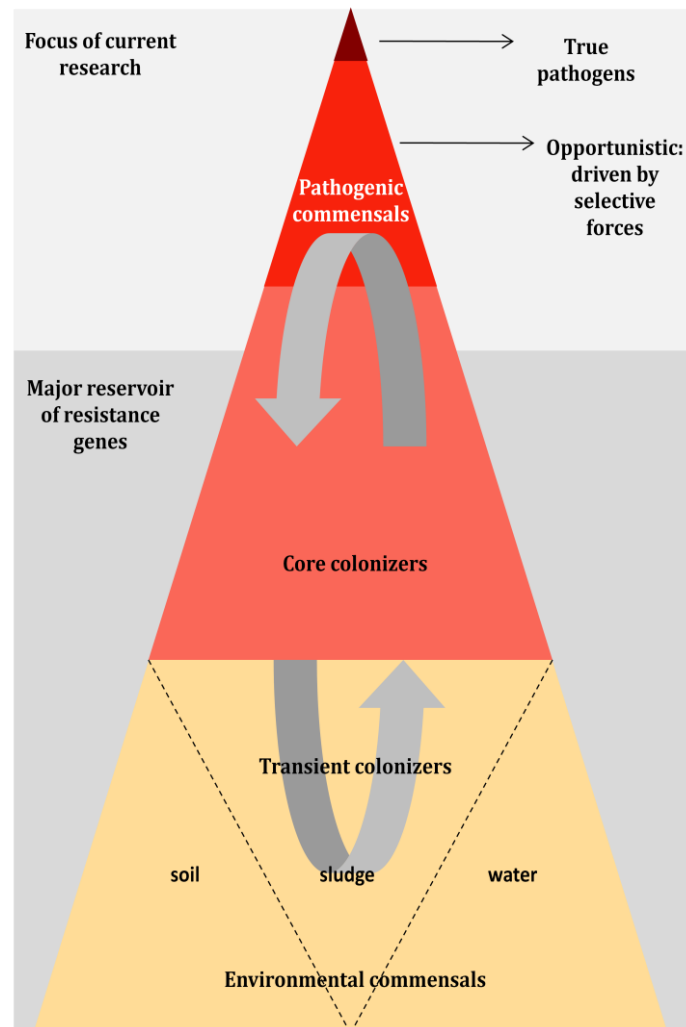 Focus of current
research
True
pathogens
Opportunistic:
driven by
selective
forces
Pathogenic
commensals
Major reservoir
of resistance
genes
Core colonizers
Transient colonizers
soil
sludge
water
Environmental commensals